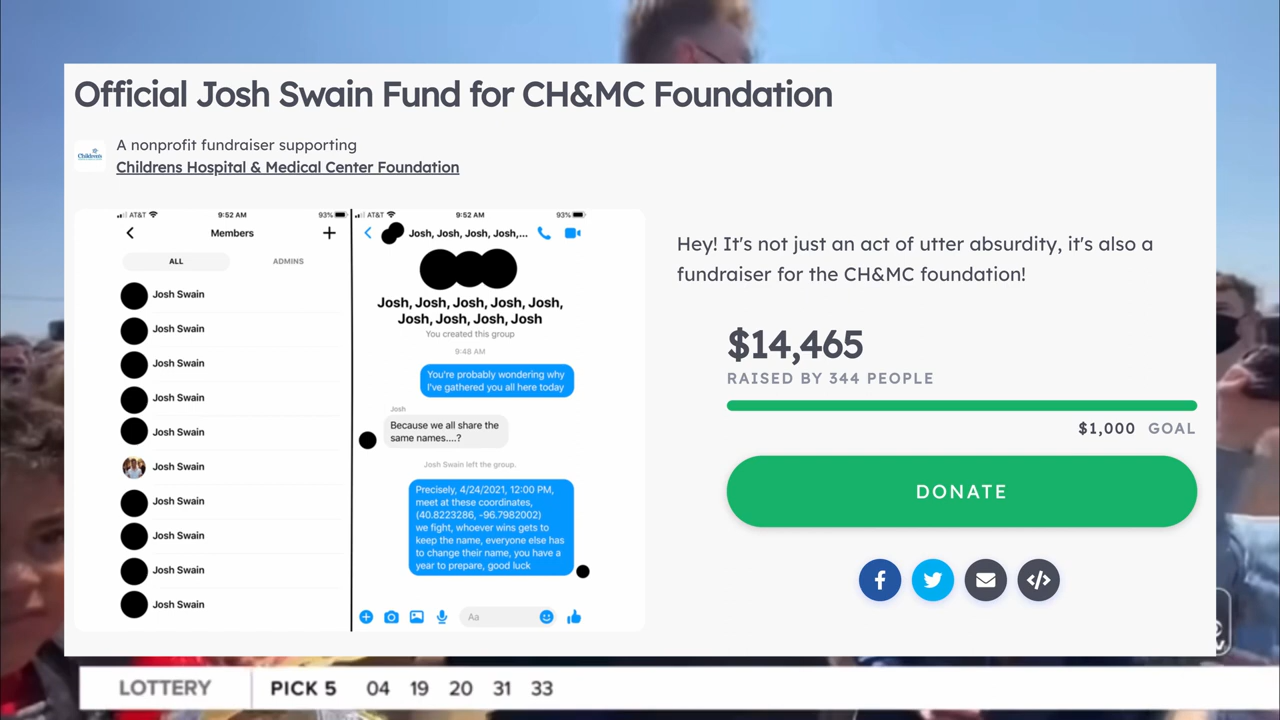 Official Josh Swain Fund for CH&MC Foundation
A nonprofit fundraiser supporting
Childrens Hospital & Medical Center Foundation
Children's
AT&T 9:52 AM 93%
Members
ALL ADMINS
Josh Swain
Josh Swain
Josh Swain
Josh Swain
Josh Swain
Josh Swain
Josh Swain
Josh Swain
Josh Swain
Josh Swain
AT&T 9:52 AM 93%
Josh, Josh, Josh, Josh,...
Josh, Josh, Josh, Josh, Josh,
Josh, Josh, Josh, Josh
You created this group
9:48 AM
You're probably wondering why
I've gathered you all here today
Josh
Because we all share the
same names....?
Josh Swain left the group.
Precisely, 4/24/2021, 12:00 PM,
meet at these coordinates,
(40.8223286, -96.7982002)
we fight, whoever wins gets to
keep the name, everyone else has
to change their name, you have a
year to prepare, good luck
Aa
Hey! It's not just an act of utter absurdity, it's also a
fundraiser for the CH&MC foundation!
$14,465
RAISED BY 344 PEOPLE
$1,000 GOAL
DONATE
LOTTERY PICK 5 04 19 20 31 33